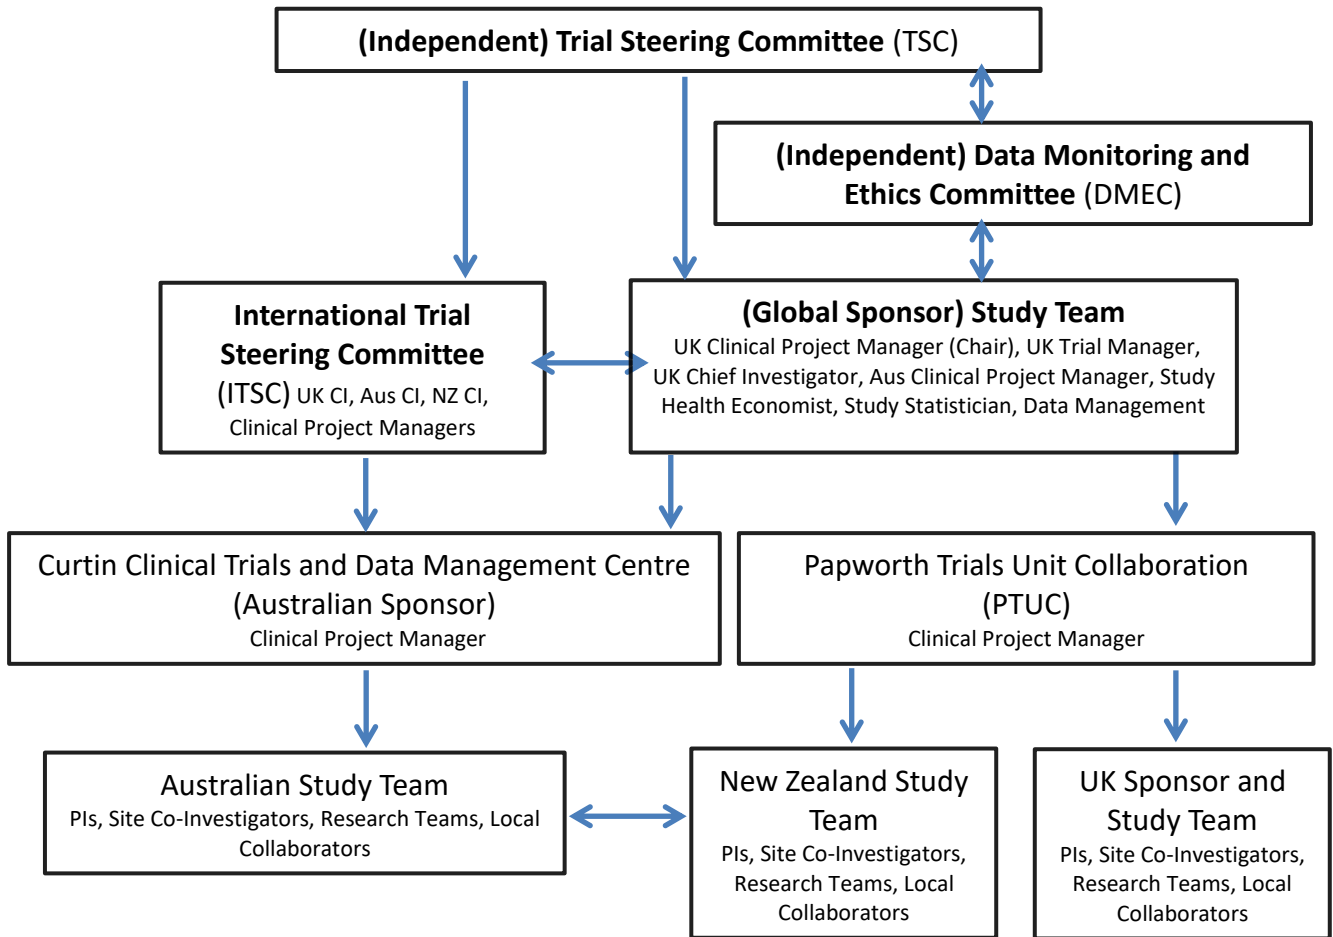 (Independent) Trial Steering Committee (TSC)
(Independent) Data Monitoring and
Ethics Committee (DMEC)
International Trial
Steering Committee
(ITSC) UK CI, Aus CI, NZ CI,
Clinical Project Managers
(Global Sponsor) Study Team
UK Clinical Project Manager (Chair), UK Trial Manager,
UK Chief Investigator, Aus Clinical Project Manager, Study
Health Economist, Study Statistician, Data Management
Curtin Clinical Trials and Data Management Centre
(Australian Sponsor)
Clinical Project Manager
Papworth Trials Unit Collaboration
(PTUC)
Clinical Project Manager
Australian Study Team
PIs, Site Co-Investigators, Research Teams, Local
Collaborators
New Zealand Study
Team
PIs, Site Co-Investigators,
Research Teams, Local
Collaborators
UK Sponsor and
Study Team
PIs, Site Co-Investigators,
Research Teams, Local
Collaborators